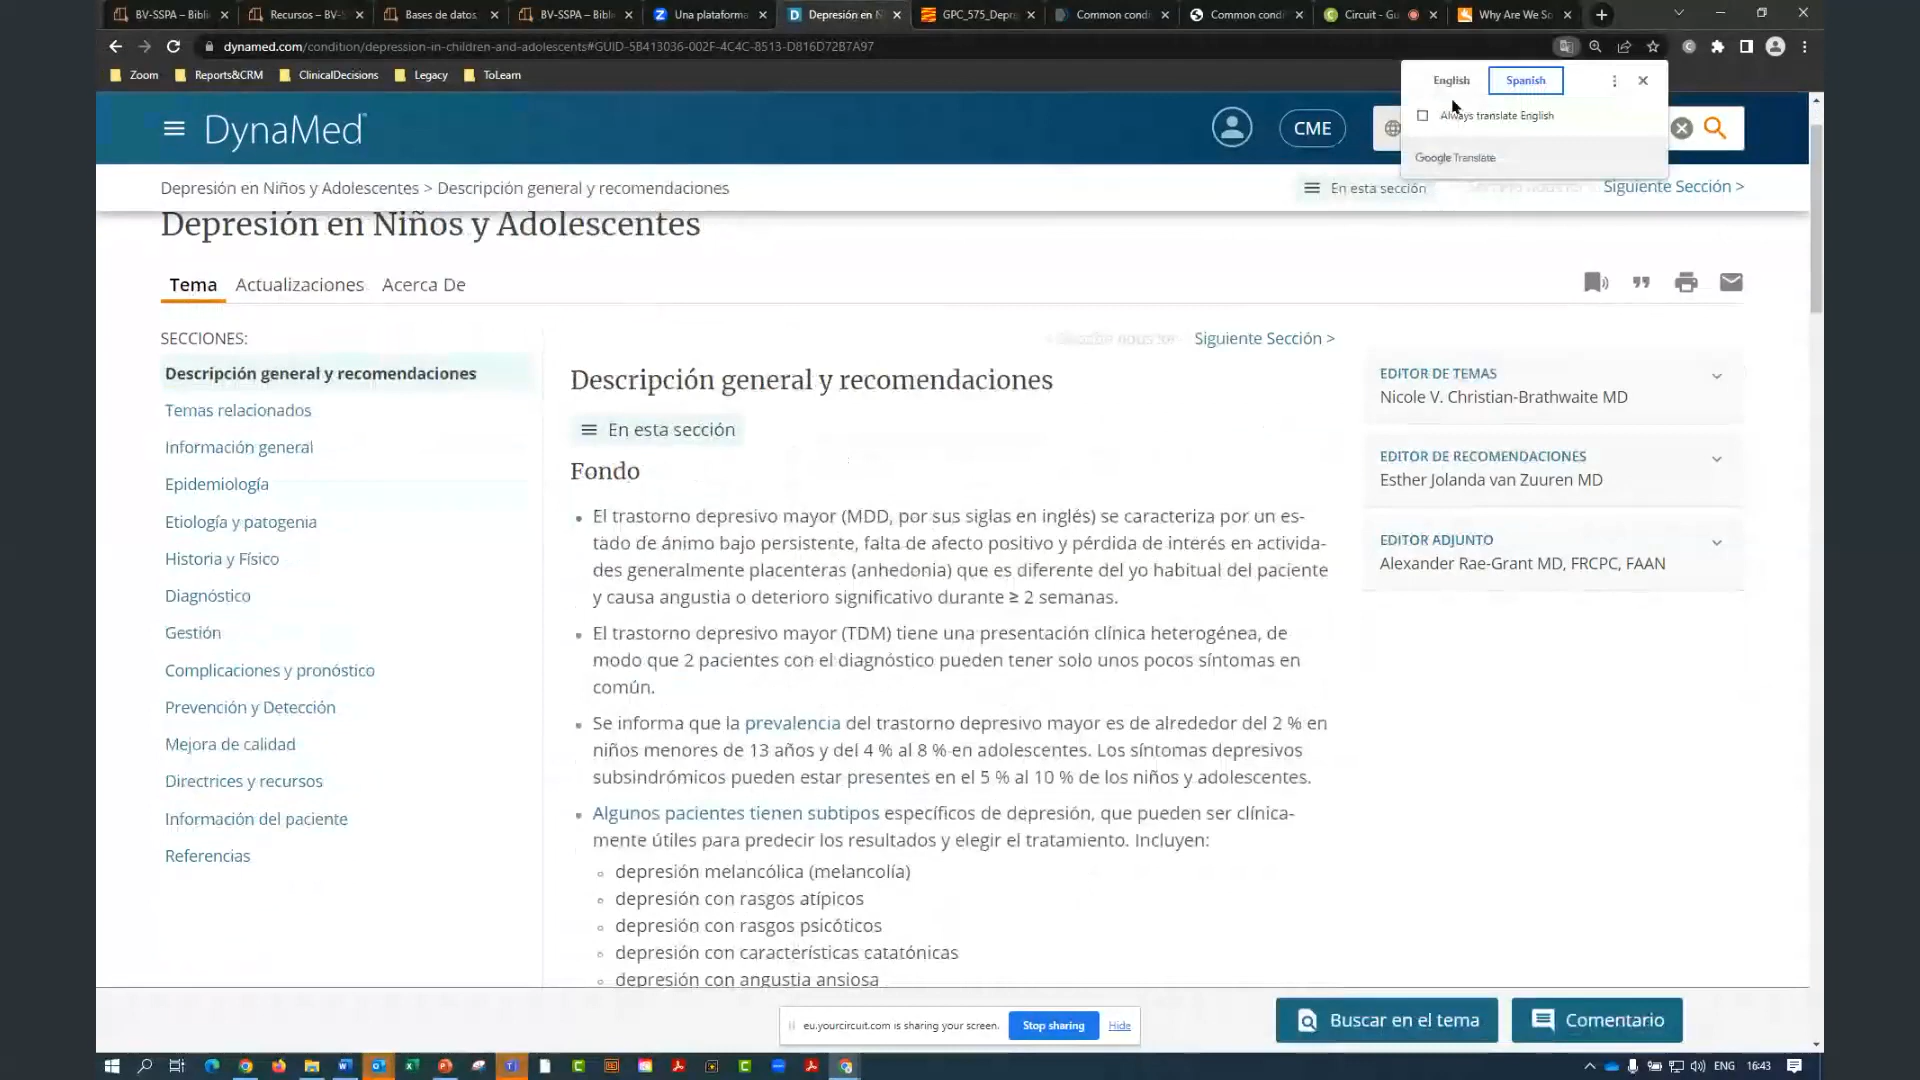 BV-SSPA – Bibli
Recursos – BV-S
Bases de datos
BV-SSPA – Bibli
Una plataforma
Depresión en N
GPC_575_Depr
Common condi
Common condi
Circuit - Gu
Why Are We So
dynamed.com/condition/depression-in-children-and-adolescents#GUID-5B413036-002F-4C4C-8513-D816D72B7A97
Zoom
Reports&CRM
ClinicalDecisions
Legacy
ToLearn
English
Spanish
Always translate English
Google Translate
DynaMed
CME
Depresión en Niños y Adolescentes > Descripción general y recomendaciones
En esta sección
Siguiente Sección >
Depresión en Niños y Adolescentes
Tema
Actualizaciones
Acerca De
SECCIONES:
Descripción general y recomendaciones
Temas relacionados
Información general
Epidemiología
Etiología y patogenia
Historia y Físico
Diagnóstico
Gestión
Complicaciones y pronóstico
Prevención y Detección
Mejora de calidad
Directrices y recursos
Información del paciente
Referencias
Siguiente Sección >
Descripción general y recomendaciones
En esta sección
Fondo
El trastorno depresivo mayor (MDD, por sus siglas en inglés) se caracteriza por un es-
tado de ánimo bajo persistente, falta de afecto positivo y pérdida de interés en activida-
des generalmente placenteras (anhedonia) que es diferente del yo habitual del paciente
y causa angustia o deterioro significativo durante ≥ 2 semanas.
El trastorno depresivo mayor (TDM) tiene una presentación clínica heterogénea, de
modo que 2 pacientes con el diagnóstico pueden tener solo unos pocos síntomas en
común.
Se informa que la prevalencia del trastorno depresivo mayor es de alrededor del 2 % en
niños menores de 13 años y del 4 % al 8 % en adolescentes. Los síntomas depresivos
subsindrómicos pueden estar presentes en el 5 % al 10 % de los niños y adolescentes.
Algunos pacientes tienen subtipos específicos de depresión, que pueden ser clínica-
mente útiles para predecir los resultados y elegir el tratamiento. Incluyen:
depresión melancólica (melancolía)
depresión con rasgos atípicos
depresión con rasgos psicóticos
depresión con características catatónicas
depresión con angustia ansiosa
EDITOR DE TEMAS
Nicole V. Christian-Brathwaite MD
EDITOR DE RECOMENDACIONES
Esther Jolanda van Zuuren MD
EDITOR ADJUNTO
Alexander Rae-Grant MD, FRCPC, FAAN
eu.yourcircuit.com is sharing your screen.
Stop sharing
Hide
Buscar en el tema
Comentario
ENG
16:43